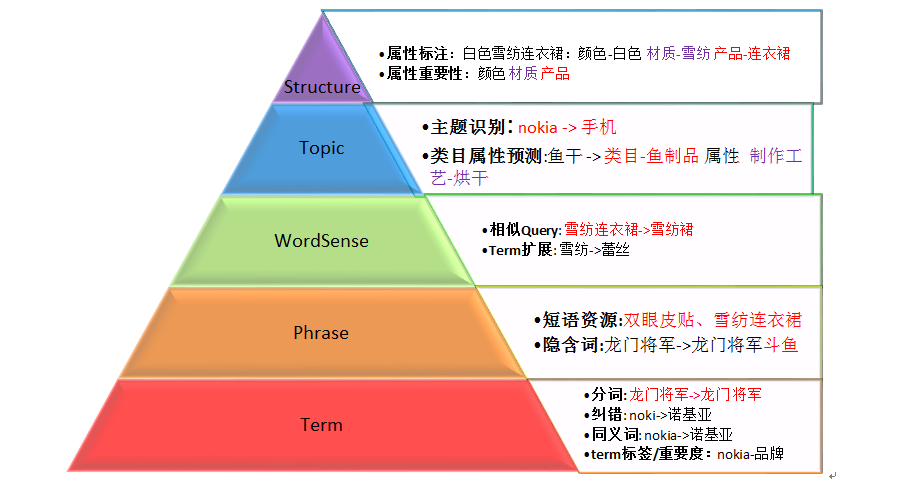 •属性标注：白色雪纺连衣裙：颜色-白色 材质-雪纺 产品-连衣裙
•属性重要性：颜色 材质 产品
Structure
•主题识别：nokia -> 手机
•类目属性预测:鱼干 -> 类目-鱼制品 属性 制作工
艺-烘干
Topic
•相似Query: 雪纺连衣裙->雪纺裙
•Term扩展: 雪纺->蕾丝
WordSense
•短语资源:双眼皮贴、雪纺连衣裙
•隐含词:龙门将军->龙门将军斗鱼
Phrase
•分词: 龙门将军->龙门 将军
•纠错: noki->诺基亚
•同义词: nokia->诺基亚
•term标签/重要度：nokia-品牌
Term